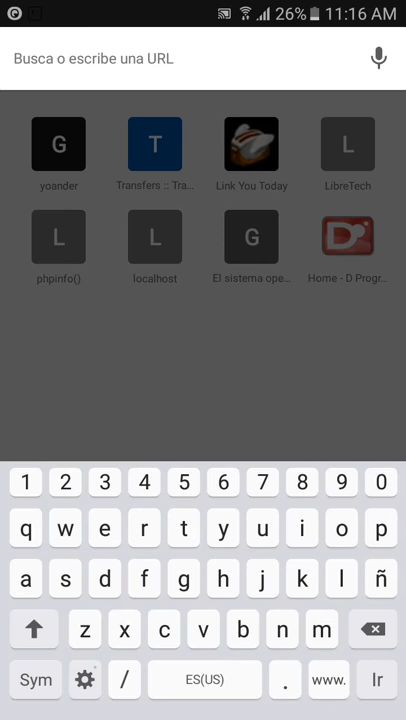 26% 11:16 AM
Busca o escribe una URL
G T L
yoander Transfers :: Tra... Link You Today LibreTech
L L G D
phpinfo() localhost El sistema ope... Home - D Progr...
1 2 3 4 5 6 7 8 9 0
q w e r t y u i o p
a s d f g h j k l ñ
z x c v b n m
Sym / ES(US) . www. Ir